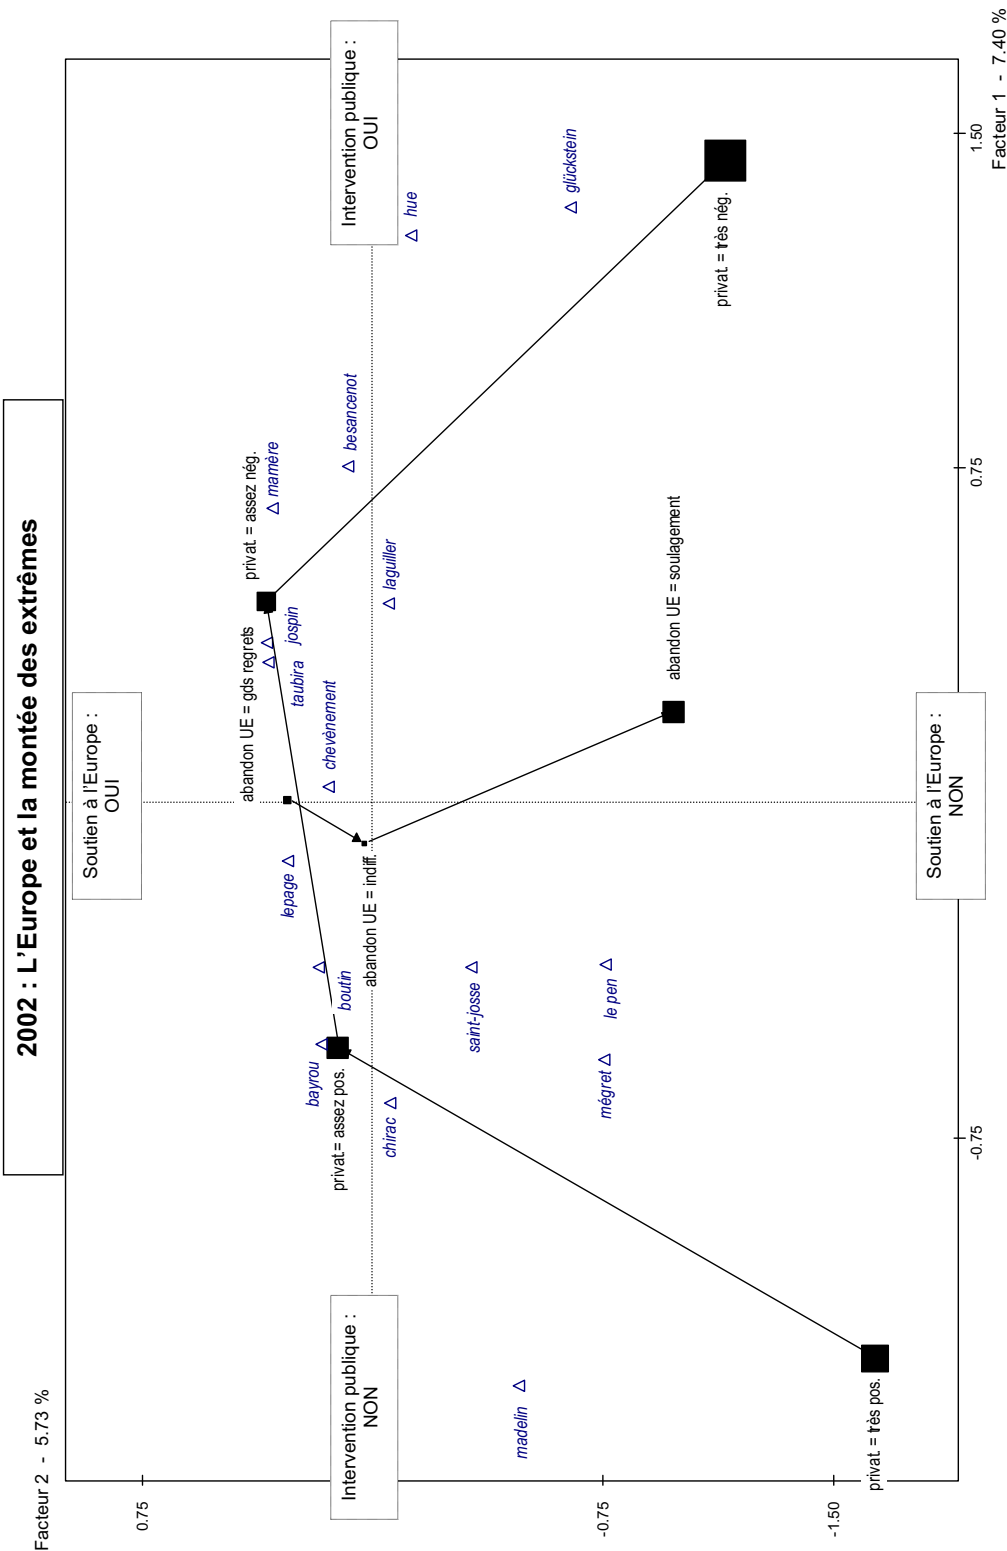 2002 : L'Europe et la montée des extrêmes
Facteur 2 - 5.73 %
0.75
-0.75
-1.50
Soutien à l'Europe :
OUI
Intervention publique :
NON
Intervention publique :
OUI
Soutien à l'Europe :
NON
privat. = assez nég.
mamère
abandon UE = gds regrets
jospin
taubira
chevènement
besancenot
hue
laguiller
glückstein
lepage
abandon UE = indiff.
boutin
bayrou
privat.= assez pos.
chirac
saint-josse
le pen
mégret
madelin
abandon UE = soulagement
privat. = très nég.
privat. = très pos.
-0.75
0.75
1.50
Facteur 1 - 7.40 %